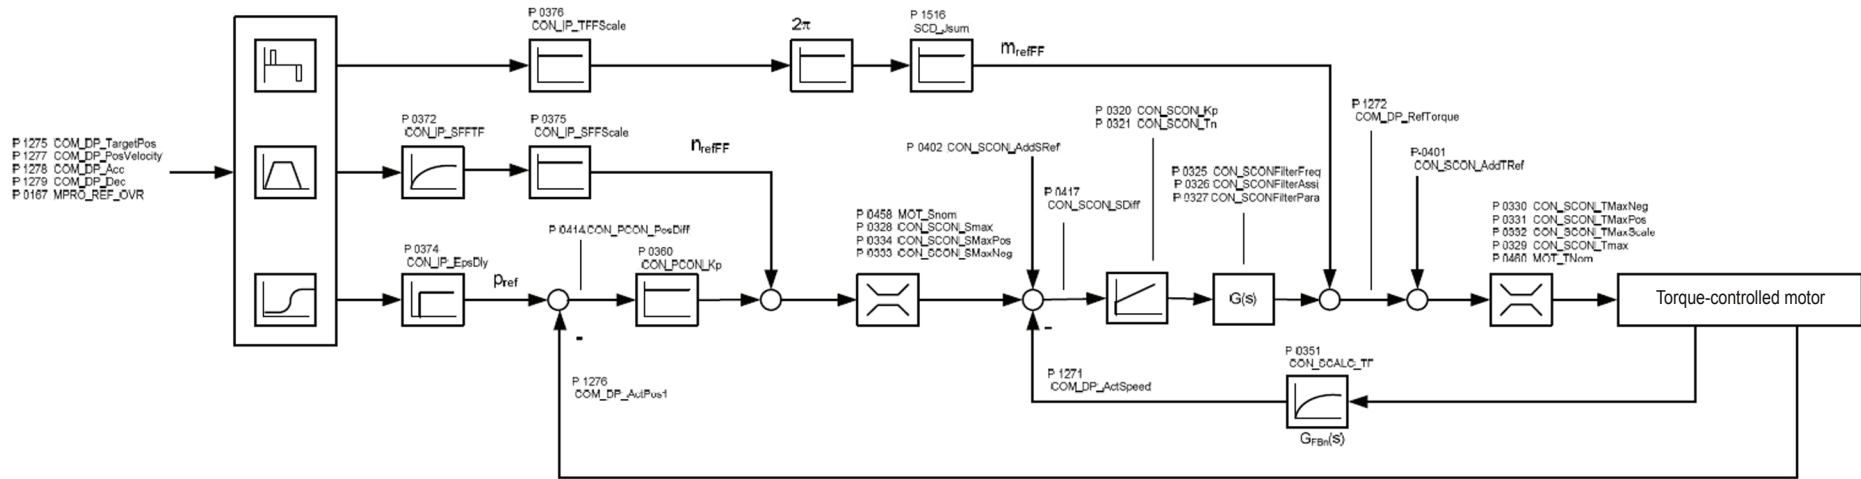 P 0376
CON_IP_TFFScale
2π
P 1516
SCD_Jsum
mrefFF
P 0372
CON_IP_SFFTF
P 0375
CON_IP_SFFScale
nrefFF
P 1275 COM_DP_TargetPos
P 1277 COM_DP_PosVelocity
P 1278 COM_DP_Acc
P 1279 COM_DP_Dec
P 0167 MPRO_REF_OVR
P 0320 CON_SCON_Kp
P 0321 CON_SCON_Tn
P 1272
COM_DP_RefTorque
P 0402 CON_SCON_AddSRef
P-0401
CON_SCON_AddTRef
P 0325 CON_SCONFilterFreq
P 0326 CON_SCONFilterAssi
P 0327 CON_SCONFilterPara
P 0417
CON_SCON_SDiff
P 0458 MOT_Snom
P 0328 CON_SCON_Smax
P 0334 CON_SCON_SMaxPos
P 0333 CON_SCON_SMaxNeg
P 0330 CON_SCON_TMaxNeg
P 0331 CON_SCON_TMaxPos
P 0332 CON_SCON_TMaxScale
P 0329 CON_SCON_Tmax
P 0460 MOT_TNom
P 0414 CON_PCON_PosDiff
P 0374
CON_IP_EpsDly
P 0360
CON_PCON_Kp
pref
G(s)
Torque-controlled motor
-
-
P 1276
COM_DP_ActPos1
P 1271
COM_DP_ActSpeed
P 0351
CON_SCALC_TF
GFBn(s)